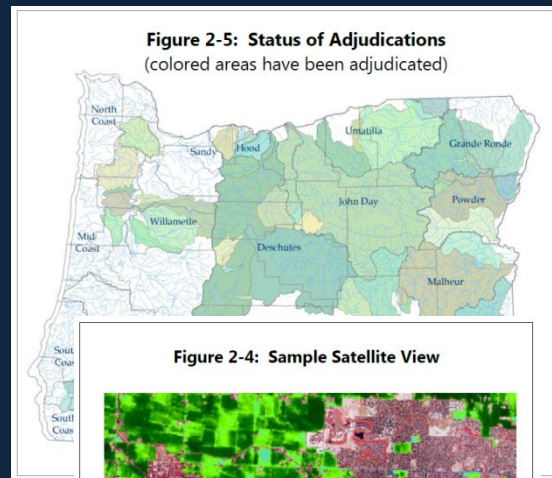 Figure 2-5: Status of Adjudications
(colored areas have been adjudicated)
North
Coast
Sandy
Hood
Umatilla
Grande Ronde
Powder
John Day
Willamette
Mid
Coast
Deschutes
Malheur
Figure 2-4: Sample Satellite View